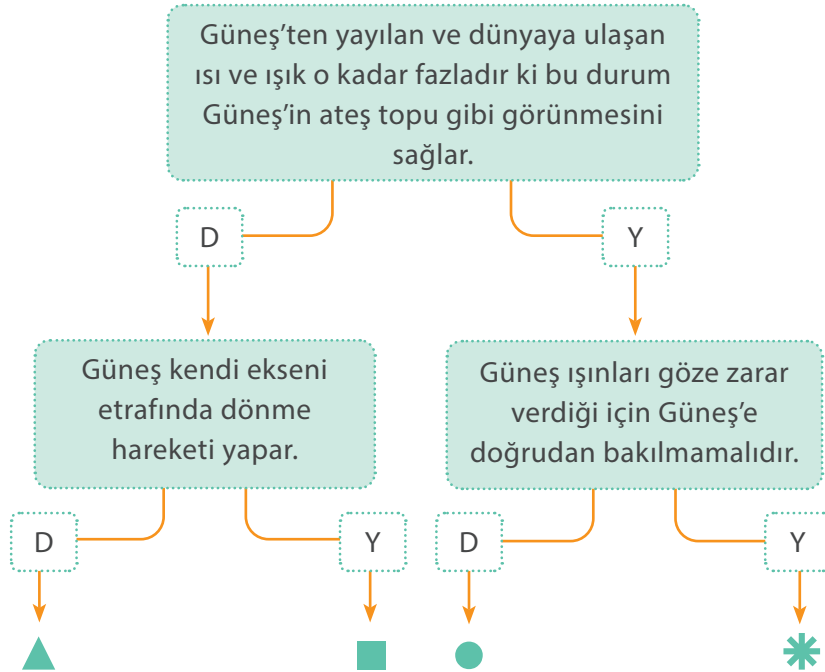 Güneş’ten yayılan ve dünyaya ulaşan
ısı ve ışık o kadar fazladır ki bu durum
Güneş’in ateş topu gibi görünmesini
sağlar.
D
Y
Güneş kendi ekseni
etrafında dönme
hareketi yapar.
Güneş ışınları göze zarar
verdiği için Güneş’e
doğrudan bakılmamalıdır.
D
Y
D
Y